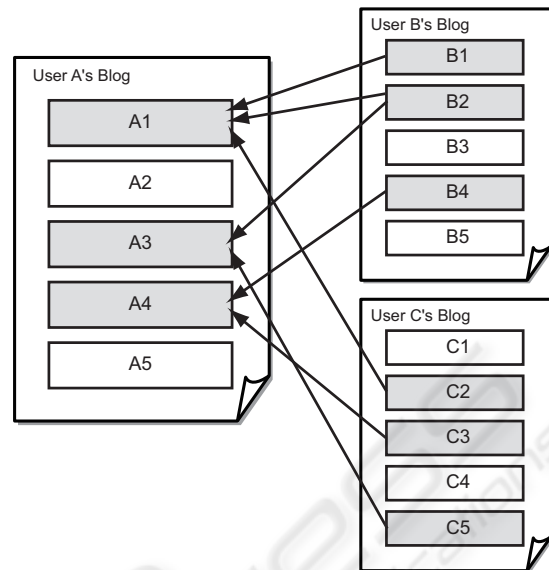 User A's Blog
A1
A2
A3
A4
A5
User B's Blog
B1
B2
B3
B4
B5
User C's Blog
C1
C2
C3
C4
C5